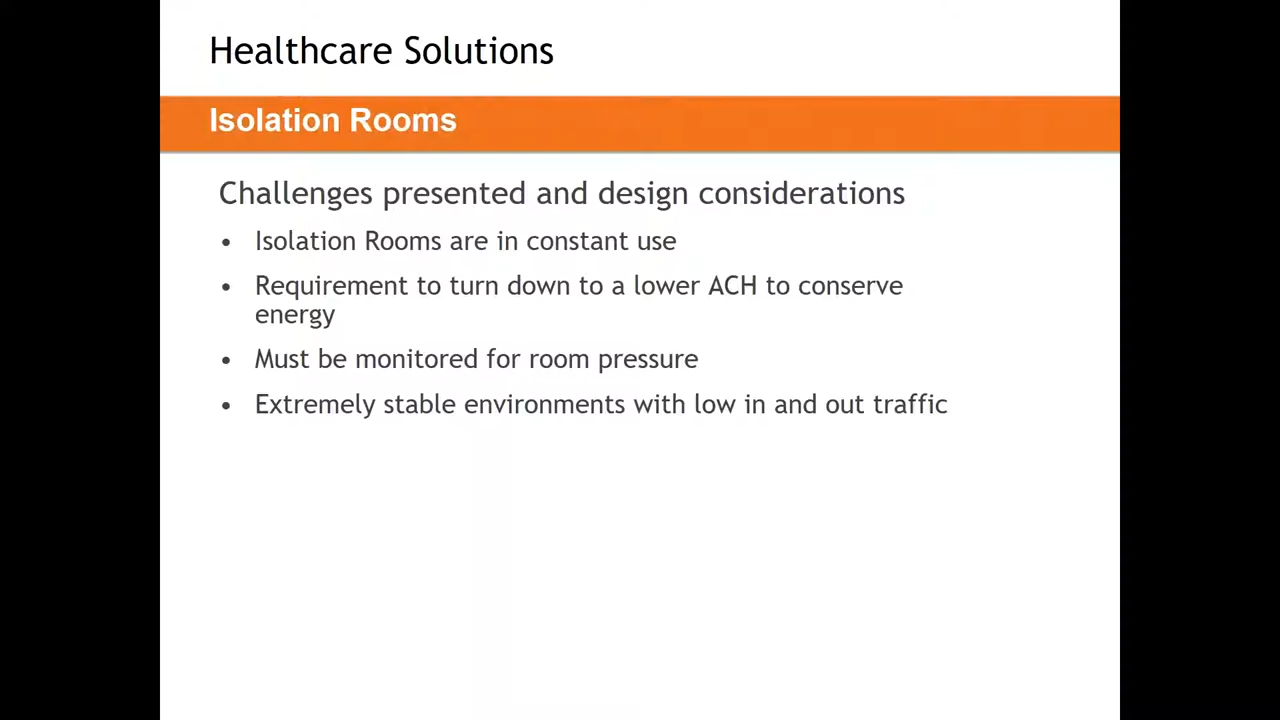 Healthcare Solutions
Isolation Rooms
Challenges presented and design considerations
• Isolation Rooms are in constant use
• Requirement to turn down to a lower ACH to conserve
energy
• Must be monitored for room pressure
• Extremely stable environments with low in and out traffic